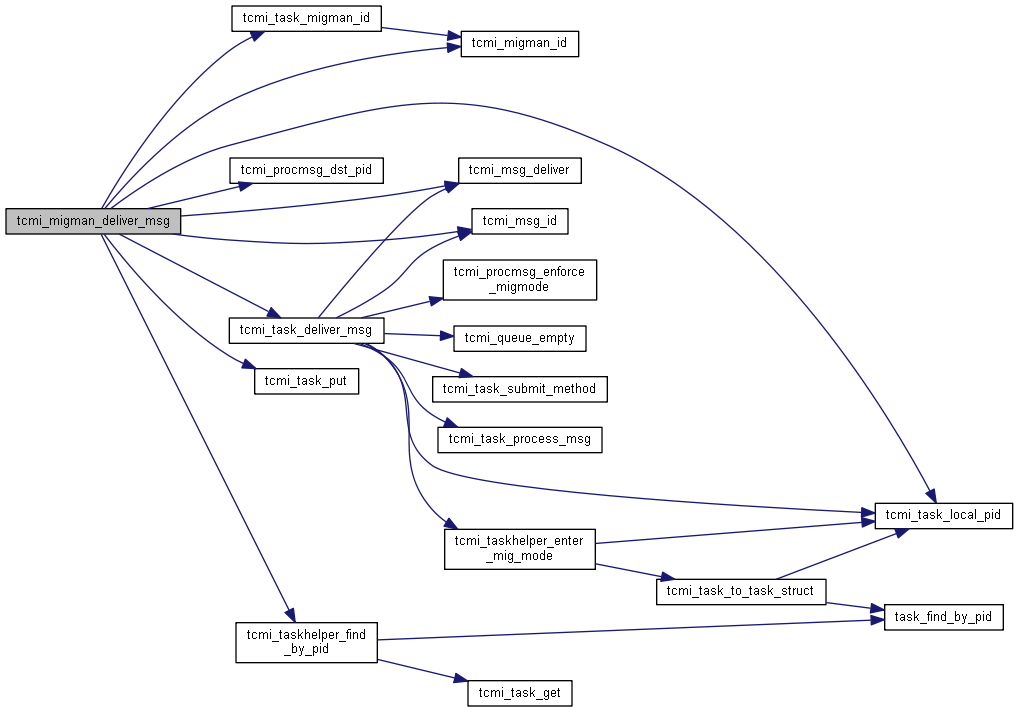 tcmi_task_migman_id
tcmi_migman_id
tcmi_procmsg_dst_pid
tcmi_msg_deliver
tcmi_migman_deliver_msg
tcmi_msg_id
tcmi_procmsg_enforce
_migmode
tcmi_task_deliver_msg
tcmi_queue_empty
tcmi_task_put
tcmi_task_submit_method
tcmi_task_process_msg
tcmi_task_local_pid
tcmi_taskhelper_enter
_mig_mode
tcmi_task_to_task_struct
task_find_by_pid
tcmi_taskhelper_find
_by_pid
tcmi_task_get